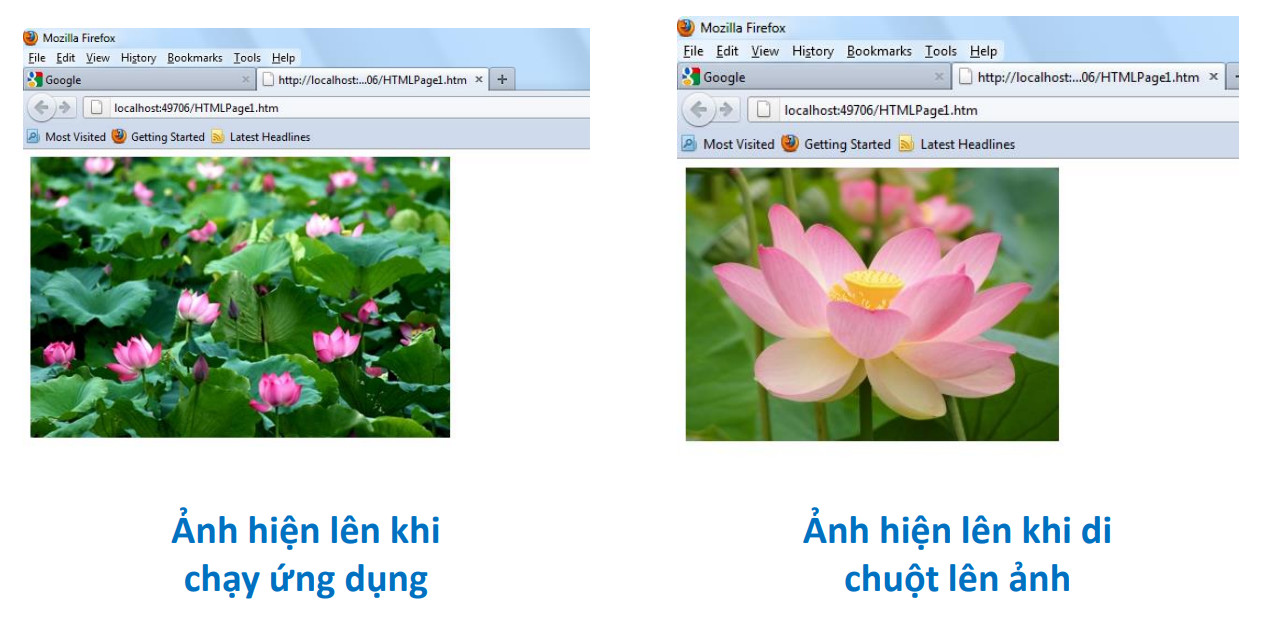 Mozilla Firefox
File Edit View History Bookmarks Tools Help
Google × http://localhost:...06/HTMLPage1.htm × +
localhost:49706/HTMLPage1.htm
Most Visited Getting Started Latest Headlines
Ảnh hiện lên khi
chạy ứng dụng
Mozilla Firefox
File Edit View History Bookmarks Tools Help
Google × http://localhost:...06/HTMLPage1.htm ×
localhost:49706/HTMLPage1.htm
Most Visited Getting Started Latest Headlines
Ảnh hiện lên khi di
chuột lên ảnh